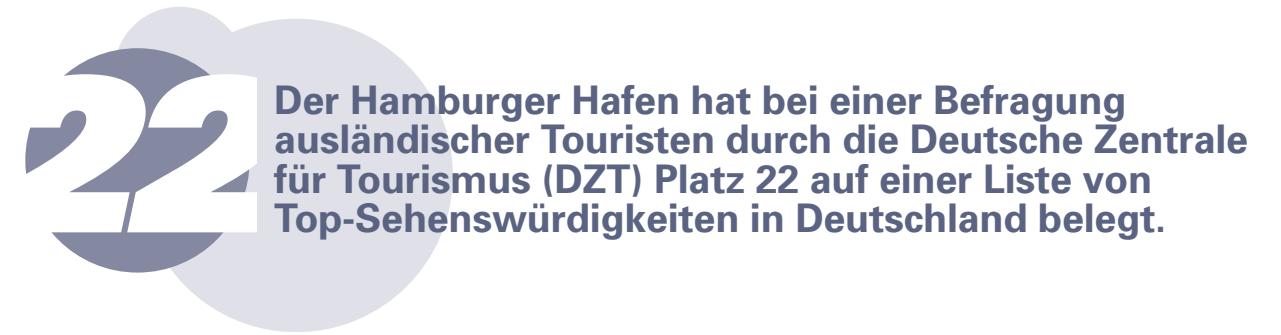 22
Der Hamburger Hafen hat bei einer Befragung
ausländischer Touristen durch die Deutsche Zentrale
für Tourismus (DZT) Platz 22 auf einer Liste von
Top-Sehenswürdigkeiten in Deutschland belegt.